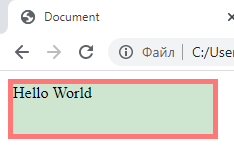 Document
Файл
C:/User
Hello World